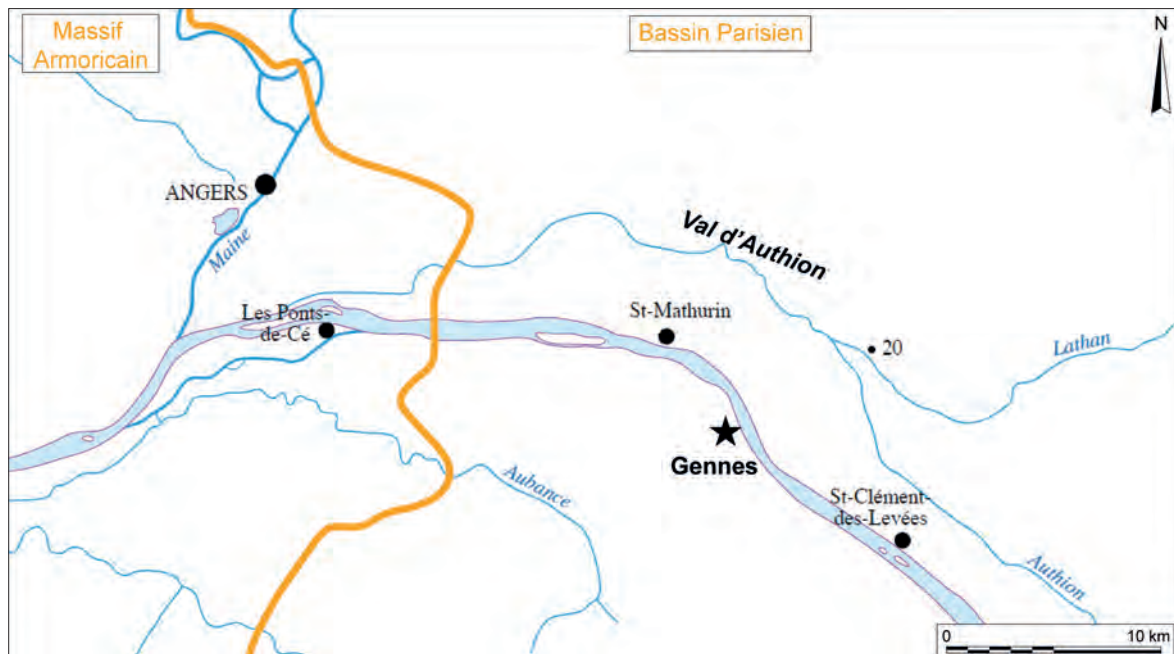 Massif
Armoricain
Bassin Parisien
N
ANGERS
Maine
Val d'Authion
Les Ponts-
de-Cé
St-Mathurin
20
Lathan
Gennes
Aubance
St-Clément-
des-Levées
Authion
0 10 km